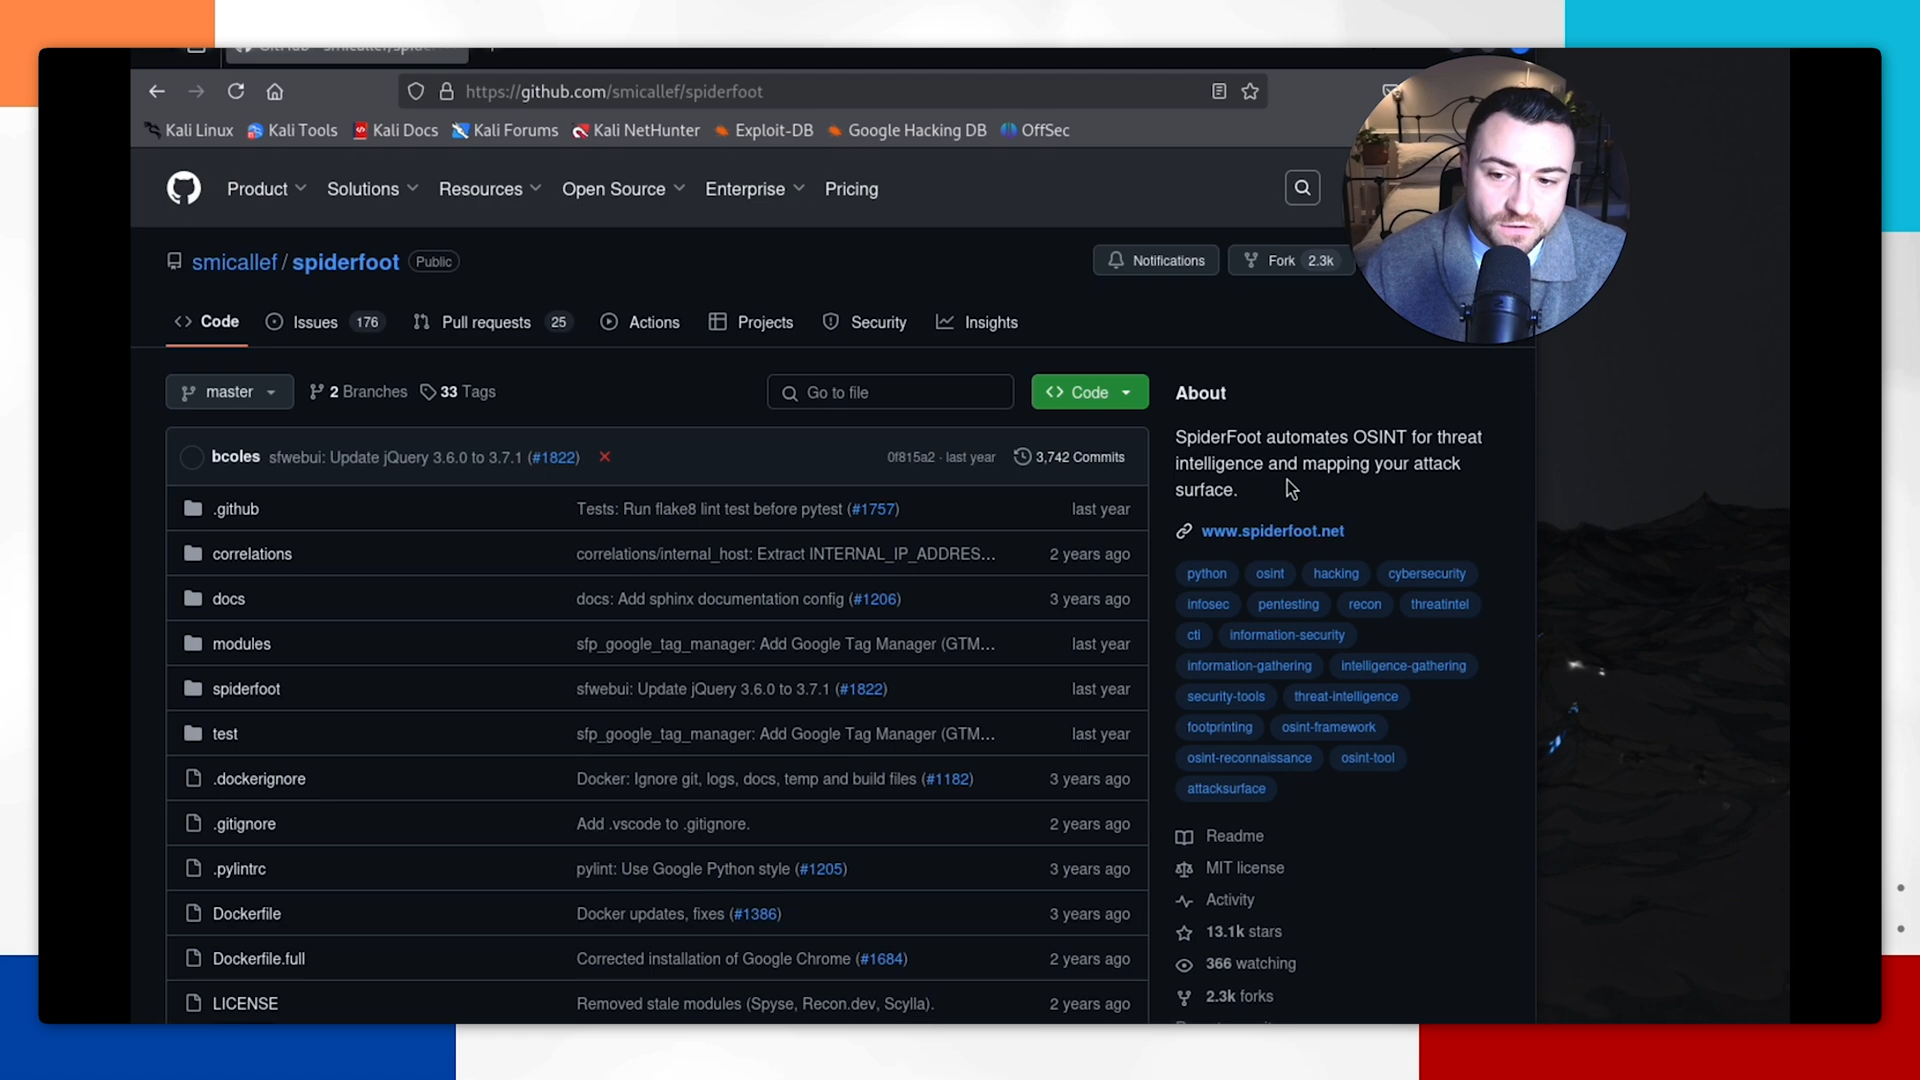 https://github.com/smicallef/spiderfoot
Kali Linux Kali Tools Kali Docs Kali Forums Kali NetHunter Exploit-DB Google Hacking DB OffSec
Product Solutions Resources Open Source Enterprise Pricing
smicallef / spiderfoot Public
Notifications Fork 2.3k
Code Issues 176 Pull requests 25 Actions Projects Security Insights
master 2 Branches 33 Tags Go to file Code
bcoles sfwebui: Update jQuery 3.6.0 to 3.7.1 (#1822) 0f815a2 · last year 3,742 Commits
.github Tests: Run flake8 lint test before pytest (#1757) last year
correlations correlations/internal_host: Extract INTERNAL_IP_ADDRES... 2 years ago
docs docs: Add sphinx documentation config (#1206) 3 years ago
modules sfp_google_tag_manager: Add Google Tag Manager (GTM... last year
spiderfoot sfwebui: Update jQuery 3.6.0 to 3.7.1 (#1822) last year
test sfp_google_tag_manager: Add Google Tag Manager (GTM... last year
.dockerignore Docker: Ignore git, logs, docs, temp and build files (#1182) 3 years ago
.gitignore Add .vscode to .gitignore. 2 years ago
.pylintrc pylint: Use Google Python style (#1205) 3 years ago
Dockerfile Docker updates, fixes (#1386) 3 years ago
Dockerfile.full Corrected installation of Google Chrome (#1684) 2 years ago
LICENSE Removed stale modules (Spyse, Recon.dev, Scylla). 2 years ago
About
SpiderFoot automates OSINT for threat
intelligence and mapping your attack
surface.
www.spiderfoot.net
python osint hacking cybersecurity
infosec pentesting recon threatintel
cti information-security
information-gathering intelligence-gathering
security-tools threat-intelligence
footprinting osint-framework
osint-reconnaissance osint-tool
attacksurface
Readme
MIT license
Activity
13.1k stars
366 watching
2.3k forks